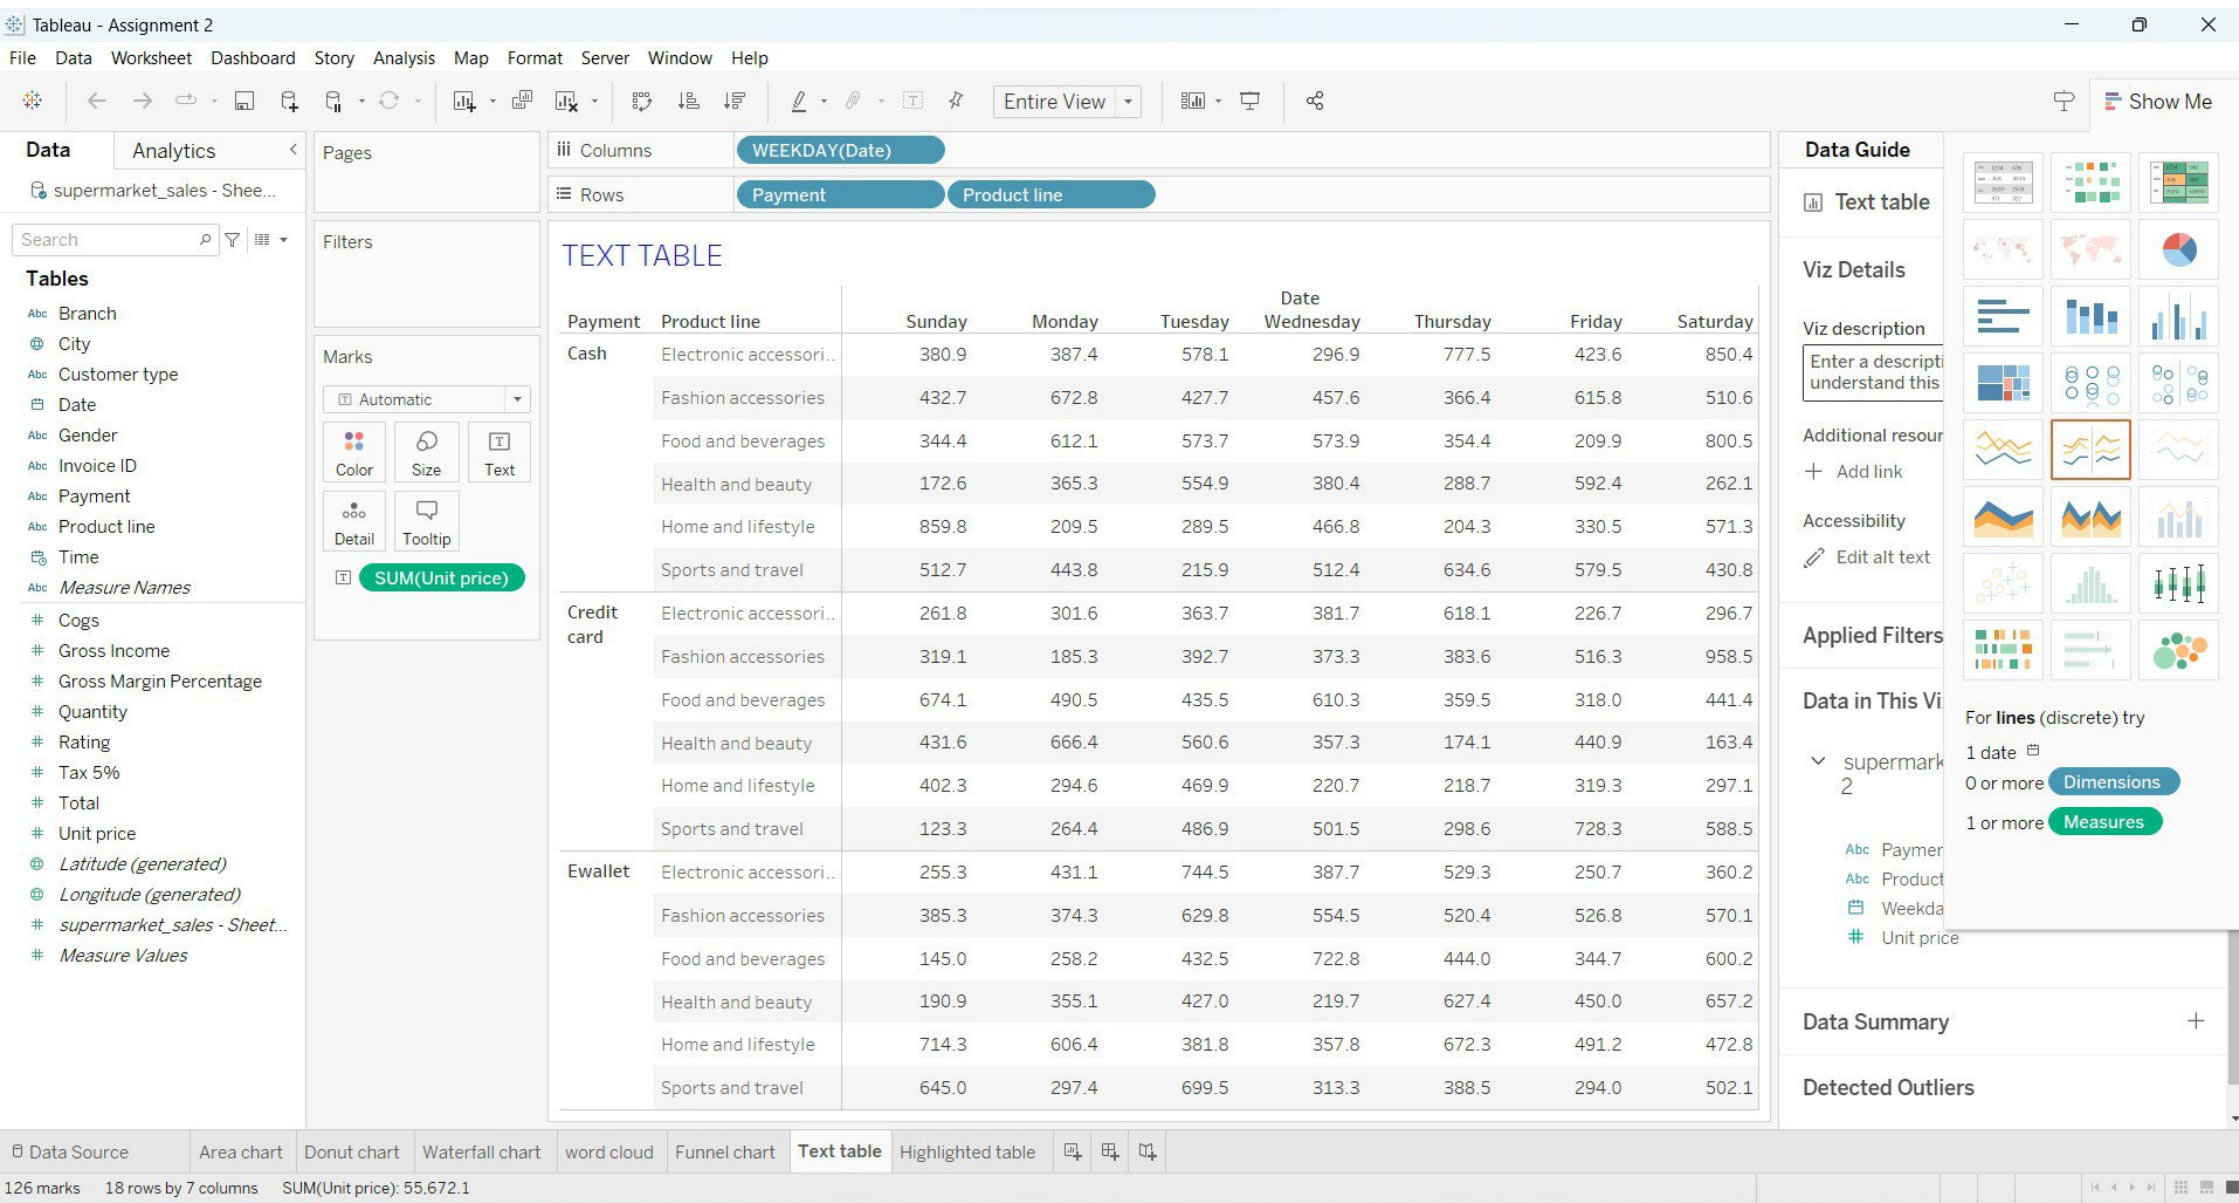 Tableau - Assignment 2
File Data Worksheet Dashboard Story Analysis Map Format Server Window Help
Entire View
Show Me
Data Analytics
supermarket_sales - Shee...
Search
Tables
Abc Branch
City
Abc Customer type
Date
Abc Gender
Abc Invoice ID
Abc Payment
Abc Product line
Time
Abc Measure Names
# Cogs
# Gross Income
# Gross Margin Percentage
# Quantity
# Rating
# Tax 5%
# Total
# Unit price
Latitude (generated)
Longitude (generated)
# supermarket_sales - Sheet...
# Measure Values
Pages
Filters
Marks
T Automatic
Color Size Text
Detail Tooltip
T SUM(Unit price)
iii Columns WEEKDAY(Date)
Rows Payment Product line
TEXT TABLE
Date
Payment Product line Sunday Monday Tuesday Wednesday Thursday Friday Saturday
Cash Electronic accessori.. 380.9 387.4 578.1 296.9 777.5 423.6 850.4
Fashion accessories 432.7 672.8 427.7 457.6 366.4 615.8 510.6
Food and beverages 344.4 612.1 573.7 573.9 354.4 209.9 800.5
Health and beauty 172.6 365.3 554.9 380.4 288.7 592.4 262.1
Home and lifestyle 859.8 209.5 289.5 466.8 204.3 330.5 571.3
Sports and travel 512.7 443.8 215.9 512.4 634.6 579.5 430.8
Credit card Electronic accessori.. 261.8 301.6 363.7 381.7 618.1 226.7 296.7
Fashion accessories 319.1 185.3 392.7 373.3 383.6 516.3 958.5
Food and beverages 674.1 490.5 435.5 610.3 359.5 318.0 441.4
Health and beauty 431.6 666.4 560.6 357.3 174.1 440.9 163.4
Home and lifestyle 402.3 294.6 469.9 220.7 218.7 319.3 297.1
Sports and travel 123.3 264.4 486.9 501.5 298.6 728.3 588.5
Ewallet Electronic accessori.. 255.3 431.1 744.5 387.7 529.3 250.7 360.2
Fashion accessories 385.3 374.3 629.8 554.5 520.4 526.8 570.1
Food and beverages 145.0 258.2 432.5 722.8 444.0 344.7 600.2
Health and beauty 190.9 355.1 427.0 219.7 627.4 450.0 657.2
Home and lifestyle 714.3 606.4 381.8 357.8 672.3 491.2 472.8
Sports and travel 645.0 297.4 699.5 313.3 388.5 294.0 502.1
Data Guide
Text table
Viz Details
Viz description
Enter a descripti
understand this
Additional resour
+ Add link
Accessibility
Edit alt text
Applied Filters
Data in This Vi
supermark
2
Abc Paymen
Abc Product
Weekda
# Unit price
Data Summary +
Detected Outliers
For lines (discrete) try
1 date
0 or more Dimensions
1 or more Measures
Data Source Area chart Donut chart Waterfall chart word cloud Funnel chart Text table Highlighted table
126 marks 18 rows by 7 columns SUM(Unit price): 55,672.1